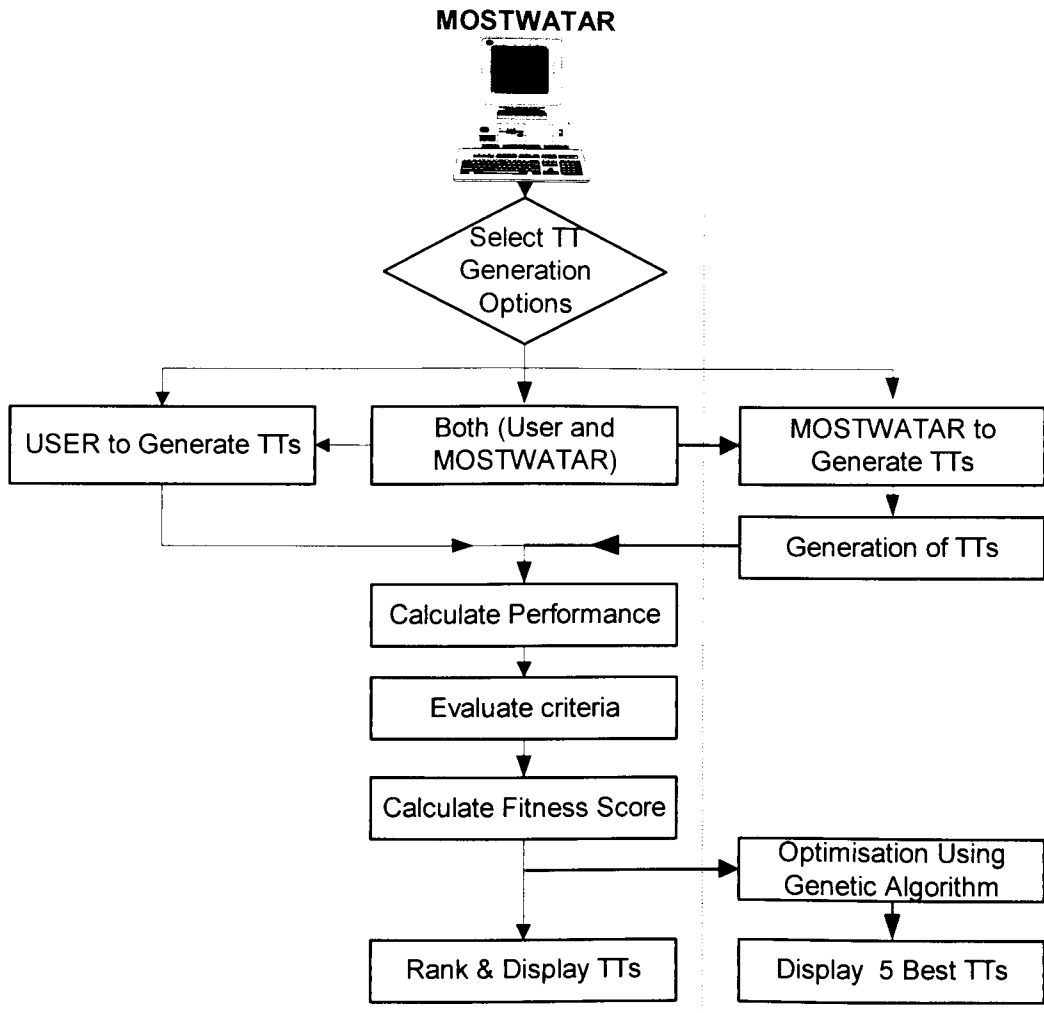 MOSTWATAR
Select TT
Generation
Options
USER to Generate TTs
Both (User and
MOSTWATAR)
MOSTWATAR to
Generate TTs
Generation of TTs
Calculate Performance
Evaluate criteria
Calculate Fitness Score
Optimisation Using
Genetic Algorithm
Rank & Display TTs
Display 5 Best TTs